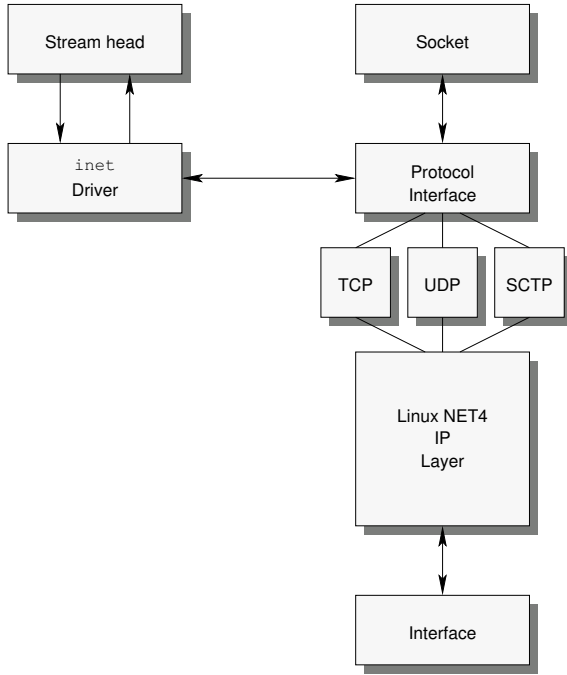 Stream head
Socket
inet
Driver
Protocol
Interface
TCP
UDP
SCTP
Linux NET4
IP
Layer
Interface